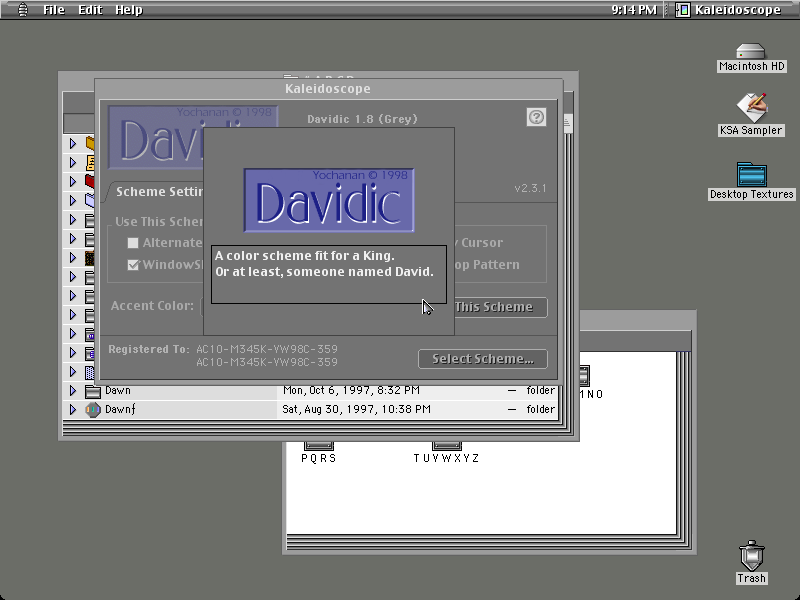 File Edit Help
9:14 PM
Kaleidoscope
Macintosh HD
KSA Sampler
Desktop Textures
Trash
Kaleidoscope
Yochanan © 1998
Davidic
Davidic 1.8 (Grey)
v2.3.1
Scheme Settin
Use This Schem
Alternate
WindowSh
Cursor
op Pattern
Accent Color:
This Scheme
Registered To: AC10-M345K-YW98C-359
AC10-M345K-YW98C-359
Select Scheme...
Yochanan © 1998
Davidic
A color scheme fit for a King.
Or at least, someone named David.
Dawn Mon, Oct 6, 1997, 8:32 PM — folder
Dawnf Sat, Aug 30, 1997, 10:38 PM — folder
PQRS
TUVWXYZ